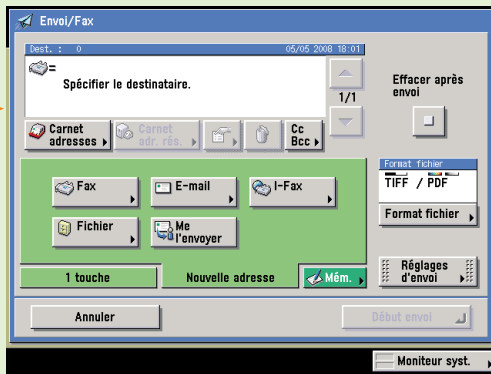 Envoi/Fax
Dest. : 0 05/05 2008 18:01
Spécifier le destinataire.
1/1
Effacer après
envoi
Carnet
adresses
Carnet
adr. rés.
Cc
Bcc
Format fichier
TIFF / PDF
Format fichier
Fax
E-mail
I-Fax
Fichier
Me
l'envoyer
Réglages
d'envoi
1 touche
Nouvelle adresse
Mém.
Annuler
Début envoi
Moniteur syst.